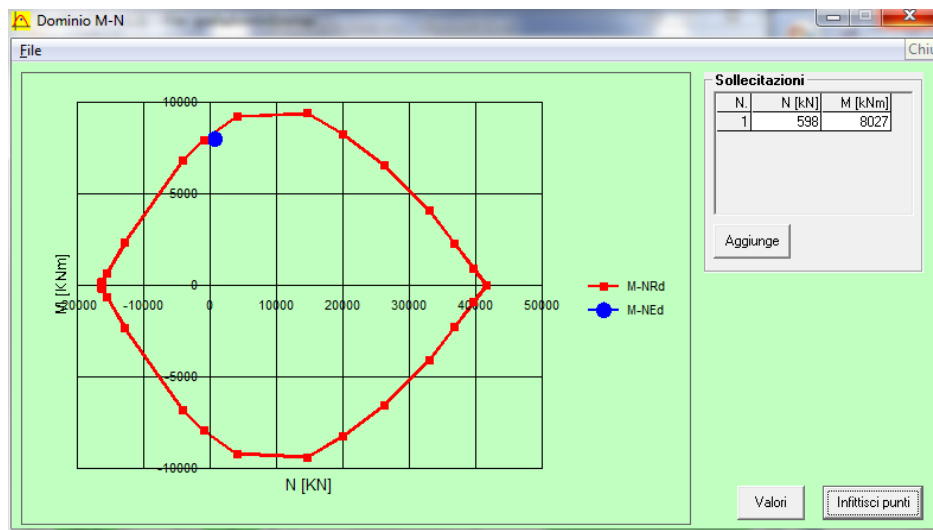 Dominio M-N
File
Chiu
Sollecitazioni
N. N [kN] M [kNm]
1 598 8027
Aggiunge
10000
5000
0
-5000
-10000
M [KNm]
-20000 -10000 0 10000 20000 30000 40000 50000
N [KN]
M-NRd
M-NEd
Valori
Infittisci punti